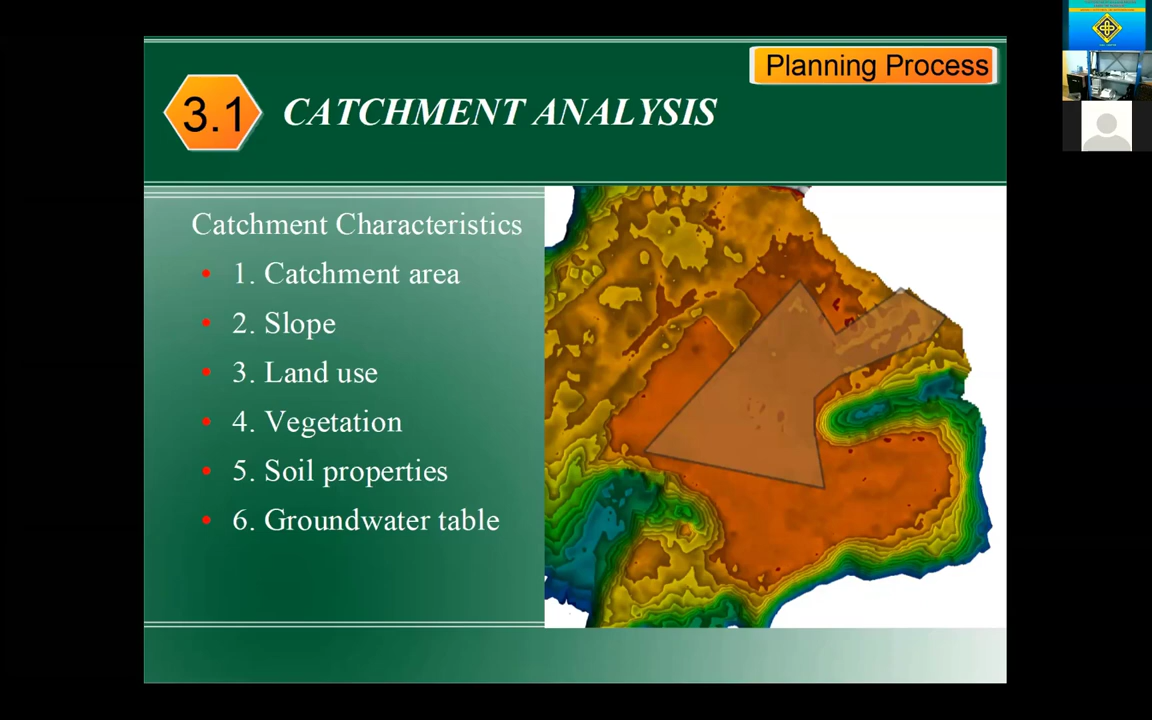 Planning Process
3.1
CATCHMENT ANALYSIS
Catchment Characteristics
• 1. Catchment area
• 2. Slope
• 3. Land use
• 4. Vegetation
• 5. Soil properties
• 6. Groundwater table